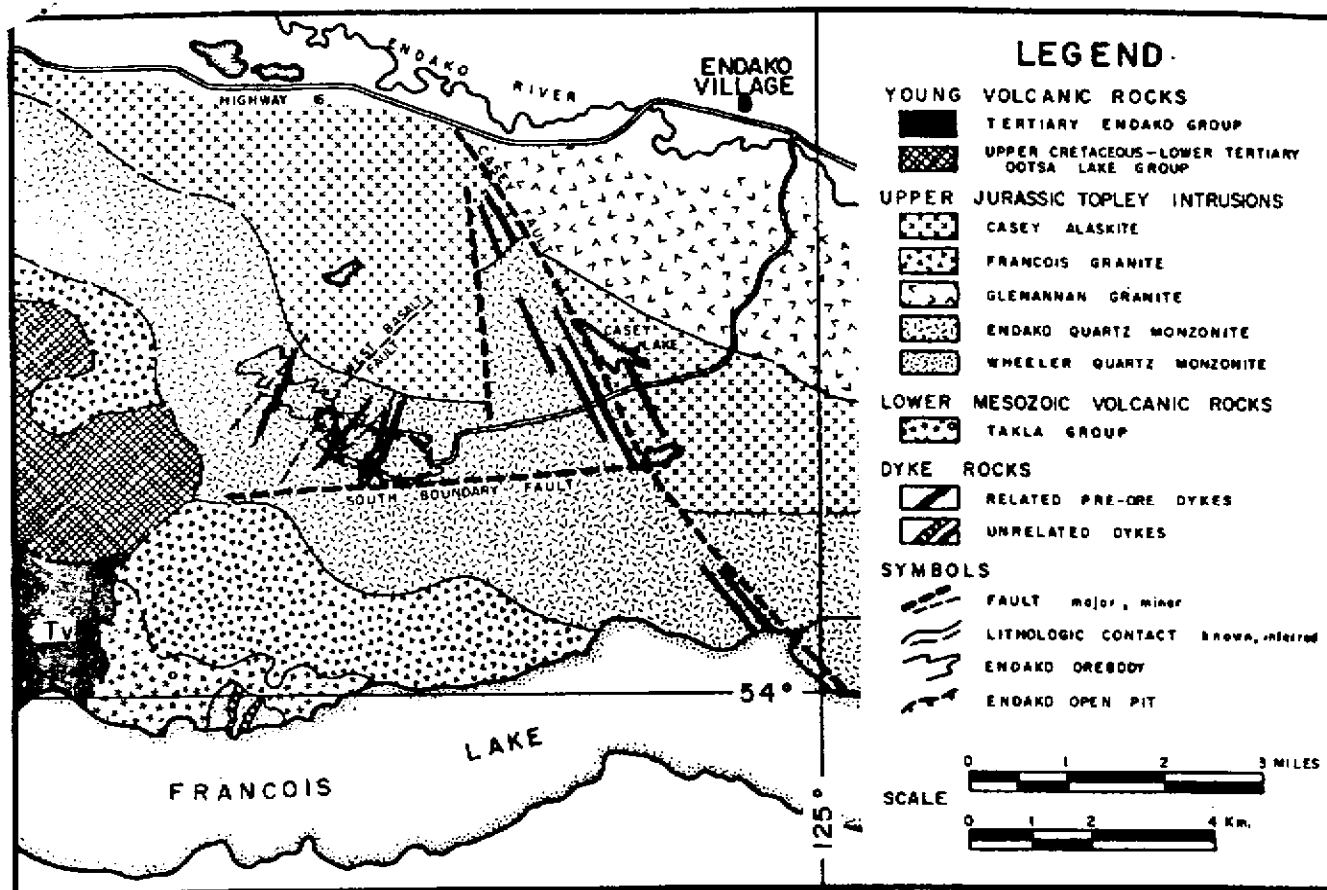 ENDAKO
RIVER
ENDAKO
VILLAGE
HIGHWAY 16
CASEY FAULT
WEST BASALT
FAULT
CASEY
LAKE
SOUTH BOUNDARY FAULT
Tv
54°
125°
FRANCOIS LAKE
LEGEND
YOUNG VOLCANIC ROCKS
TERTIARY ENDAKO GROUP
UPPER CRETACEOUS-LOWER TERTIARY
OOTSA LAKE GROUP
UPPER JURASSIC TOPLEY INTRUSIONS
CASEY ALASKITE
FRANCOIS GRANITE
GLENANNAN GRANITE
ENDAKO QUARTZ MONZONITE
WHEELER QUARTZ MONZONITE
LOWER MESOZOIC VOLCANIC ROCKS
TAKLA GROUP
DYKE ROCKS
RELATED PRE-ORE DYKES
UNRELATED DYKES
SYMBOLS
FAULT major, minor
LITHOLOGIC CONTACT known, inferred
ENDAKO OREBODY
ENDAKO OPEN PIT
0 1 2 3 MILES
SCALE
0 1 2 4 Km.